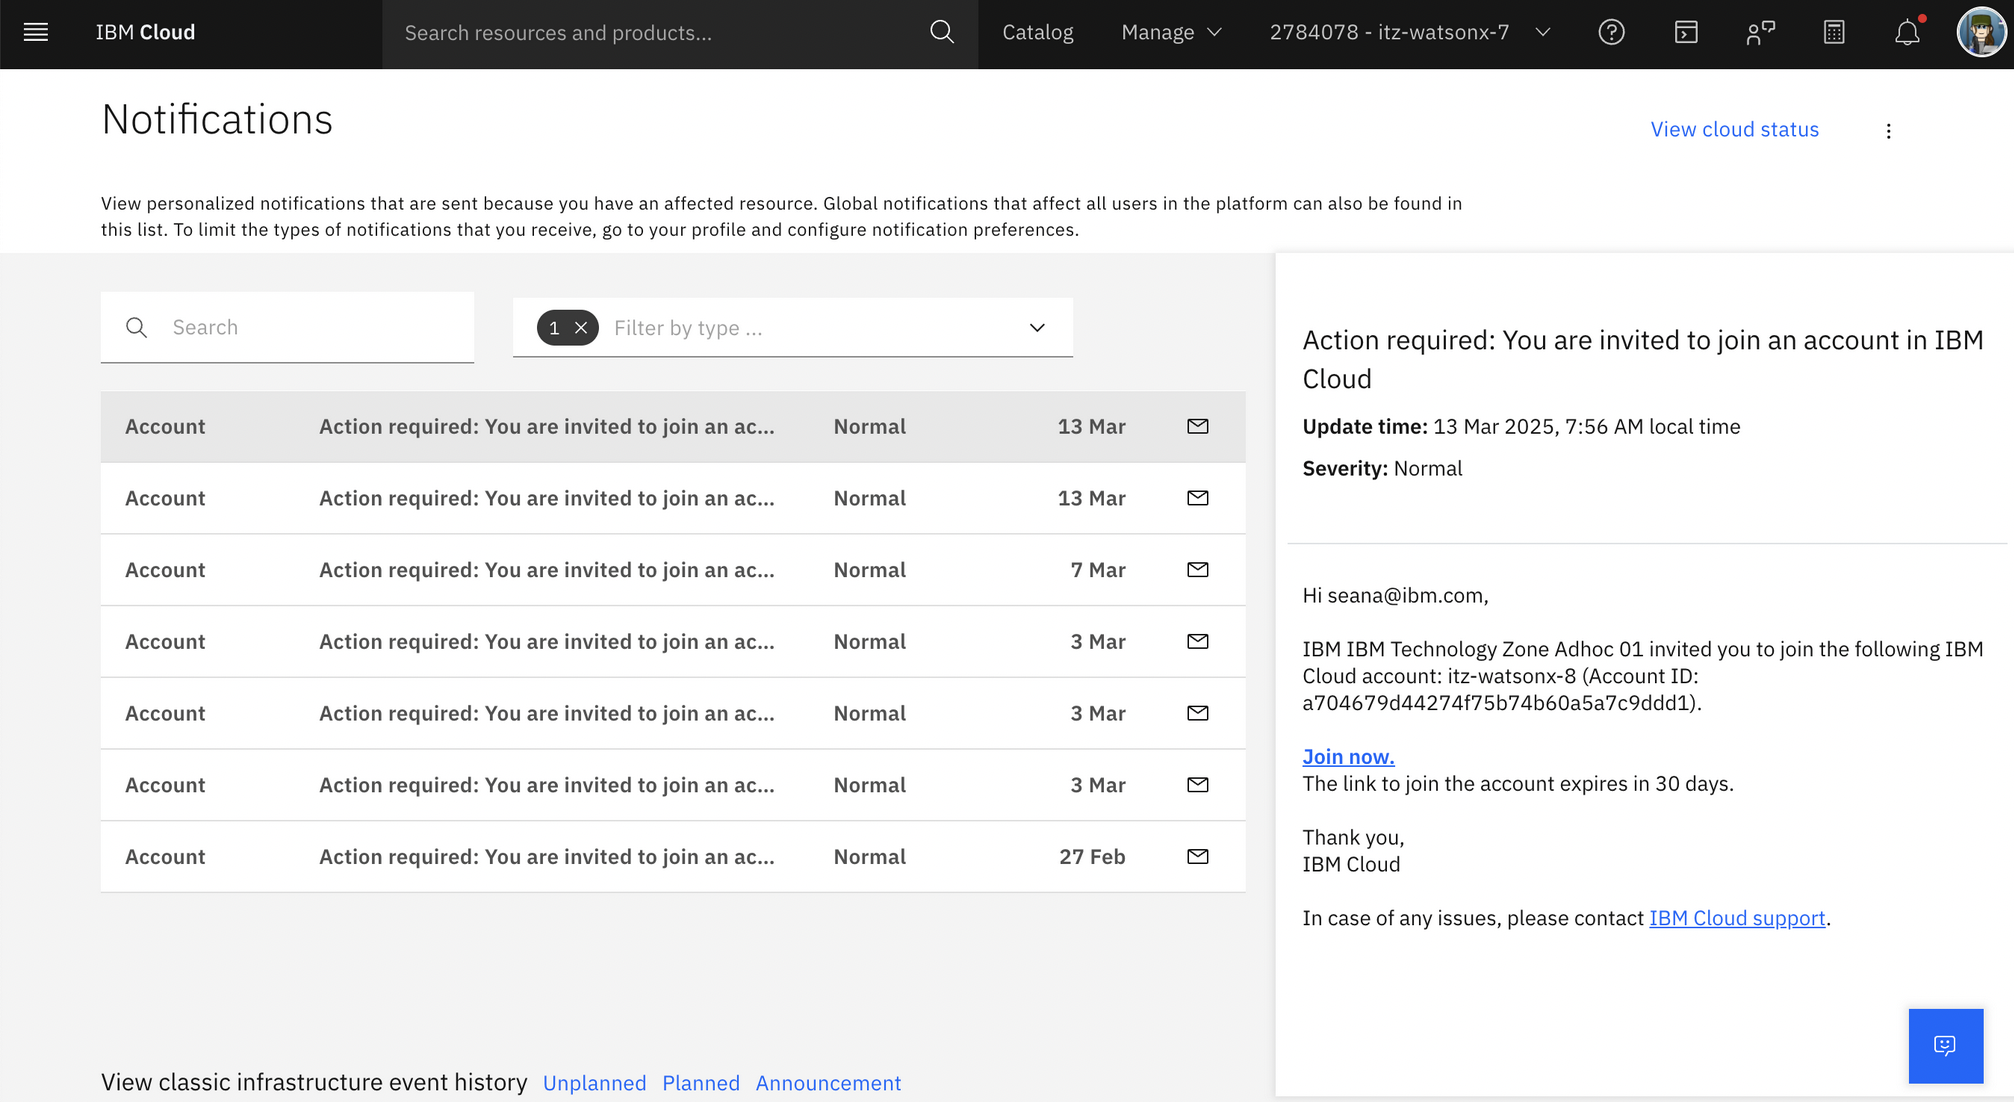 IBM Cloud
Search resources and products...
Catalog
Manage
2784078 - itz-watsonx-7
Notifications
View cloud status
View personalized notifications that are sent because you have an affected resource. Global notifications that affect all users in the platform can also be found in
this list. To limit the types of notifications that you receive, go to your profile and configure notification preferences.
Search
1
Filter by type ...
Account Action required: You are invited to join an ac... Normal 13 Mar
Account Action required: You are invited to join an ac... Normal 13 Mar
Account Action required: You are invited to join an ac... Normal 7 Mar
Account Action required: You are invited to join an ac... Normal 3 Mar
Account Action required: You are invited to join an ac... Normal 3 Mar
Account Action required: You are invited to join an ac... Normal 3 Mar
Account Action required: You are invited to join an ac... Normal 27 Feb
View classic infrastructure event history Unplanned Planned Announcement
Action required: You are invited to join an account in IBM
Cloud
Update time: 13 Mar 2025, 7:56 AM local time
Severity: Normal
Hi seana@ibm.com,
IBM IBM Technology Zone Adhoc 01 invited you to join the following IBM
Cloud account: itz-watsonx-8 (Account ID:
a704679d44274f75b74b60a5a7c9ddd1).
Join now.
The link to join the account expires in 30 days.
Thank you,
IBM Cloud
In case of any issues, please contact IBM Cloud support.